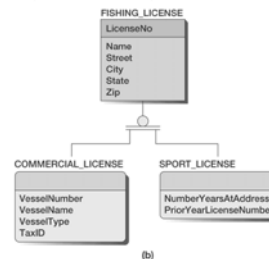 FISHING_LICENSE
LicenseNo
Name
Street
City
State
Zip
COMMERCIAL_LICENSE
VesselNumber
VesselName
VesselType
TaxID
SPORT_LICENSE
NumberYearsAtAddress
PriorYearLicenseNumbe
(b)